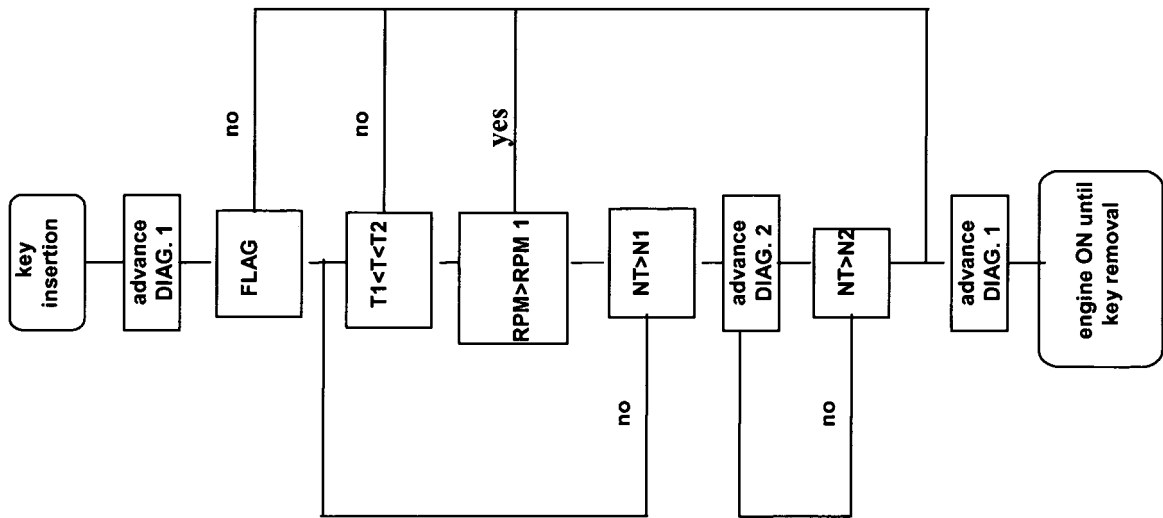 key
insertion
advance
DIAG. 1
FLAG
no
T1<T<T2
no
RPM>RPM 1
yes
NT>N1
no
advance
DIAG. 2
NT>N2
no
advance
DIAG. 1
engine ON until
key removal